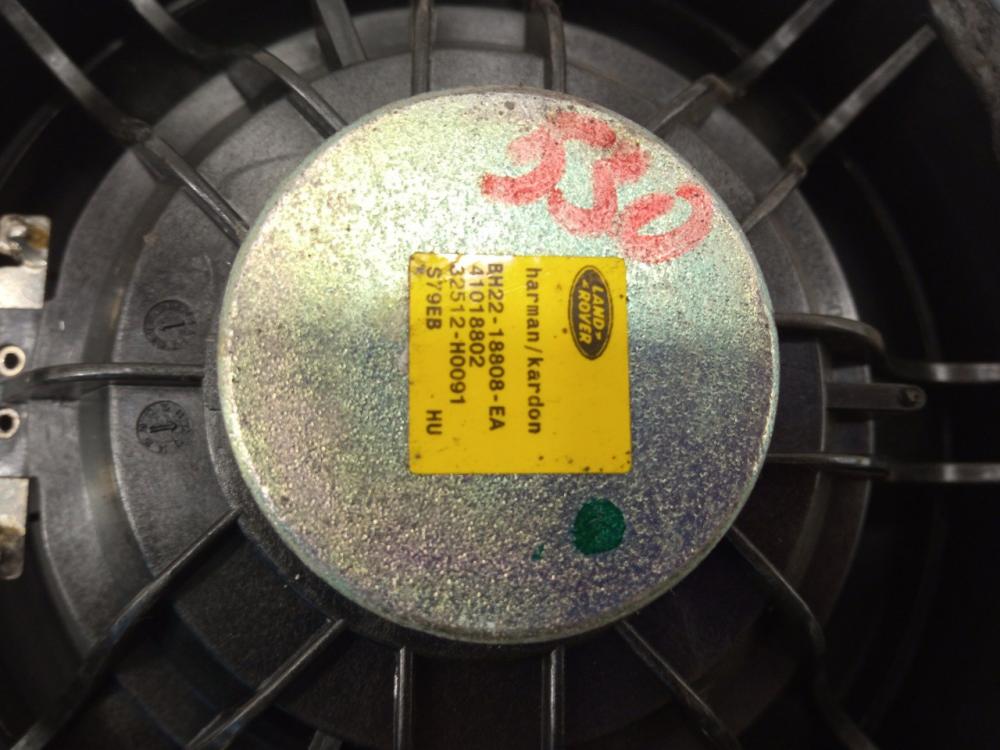 530
LAND
ROVER
harman/kardon
BH22-18808-EA
41018802
32512-H0091
S79EB HU